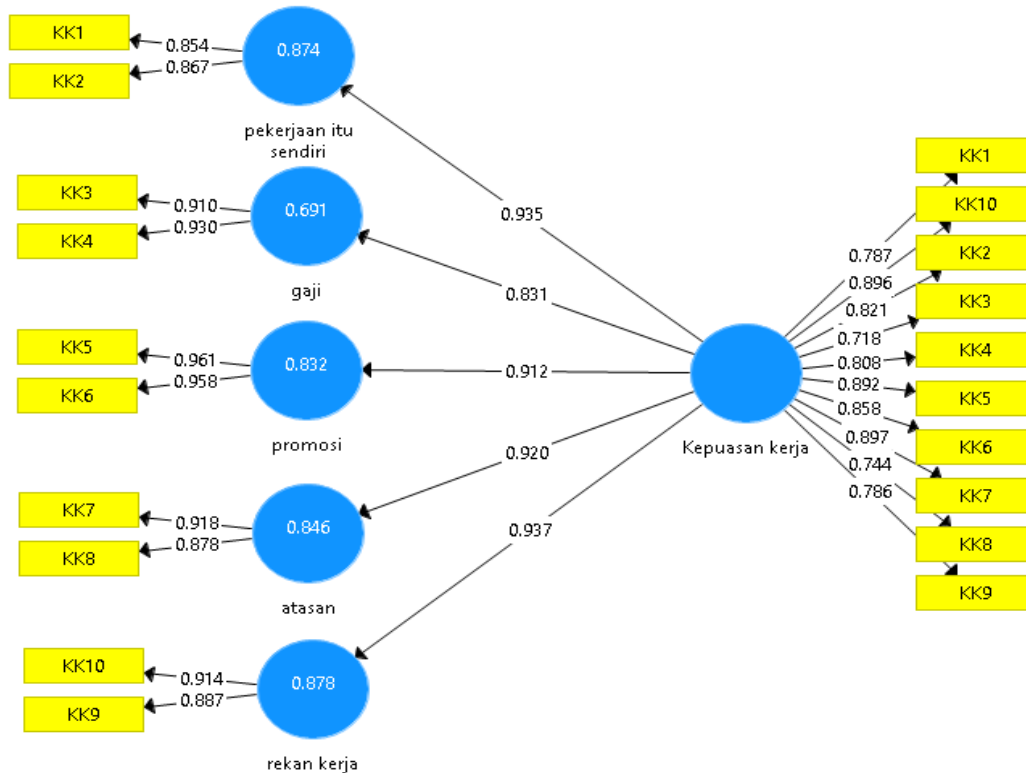 KK1
KK2
0.854
0.867
0.874
pekerjaan itu
sendiri
KK3
KK4
0.910
0.930
0.691
gaji
KK5
KK6
0.961
0.958
0.832
promosi
KK7
KK8
0.918
0.878
0.846
atasan
KK10
KK9
0.914
0.887
0.878
rekan kerja
0.935
0.831
0.912
0.920
0.937
Kepuasan kerja
0.787
0.896
0.821
0.718
0.808
0.892
0.858
0.897
0.744
0.786
KK1
KK10
KK2
KK3
KK4
KK5
KK6
KK7
KK8
KK9